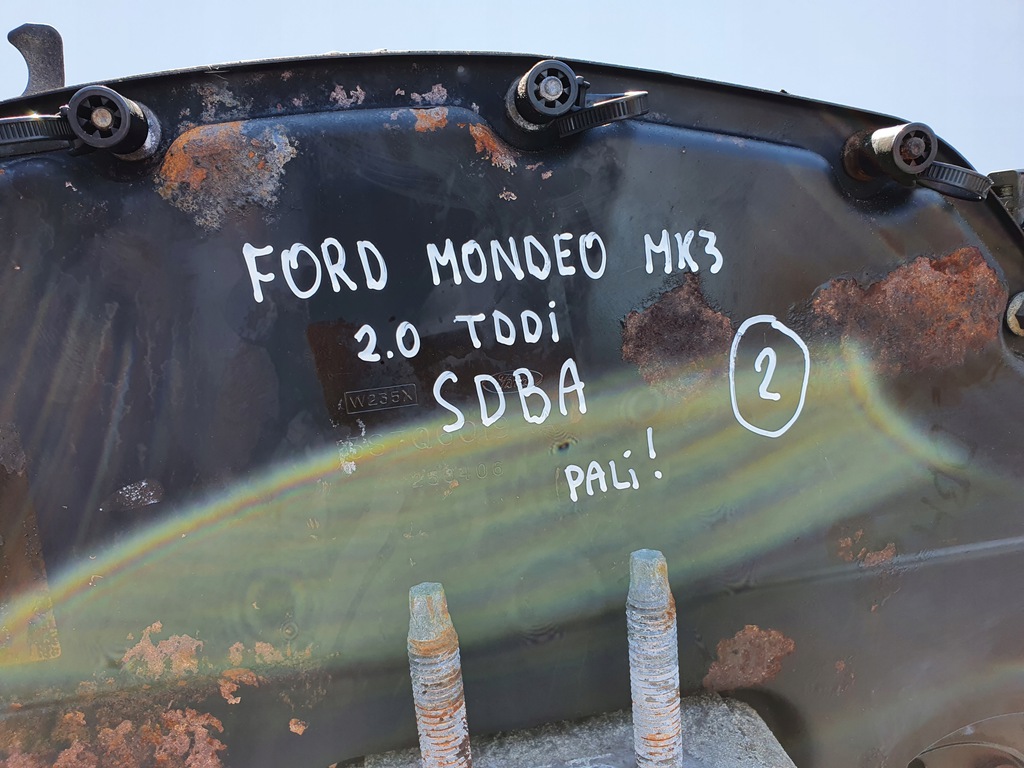 FORD MONDEO MK3
2.0 TDDi
SDBA
2
W235X
PALi!